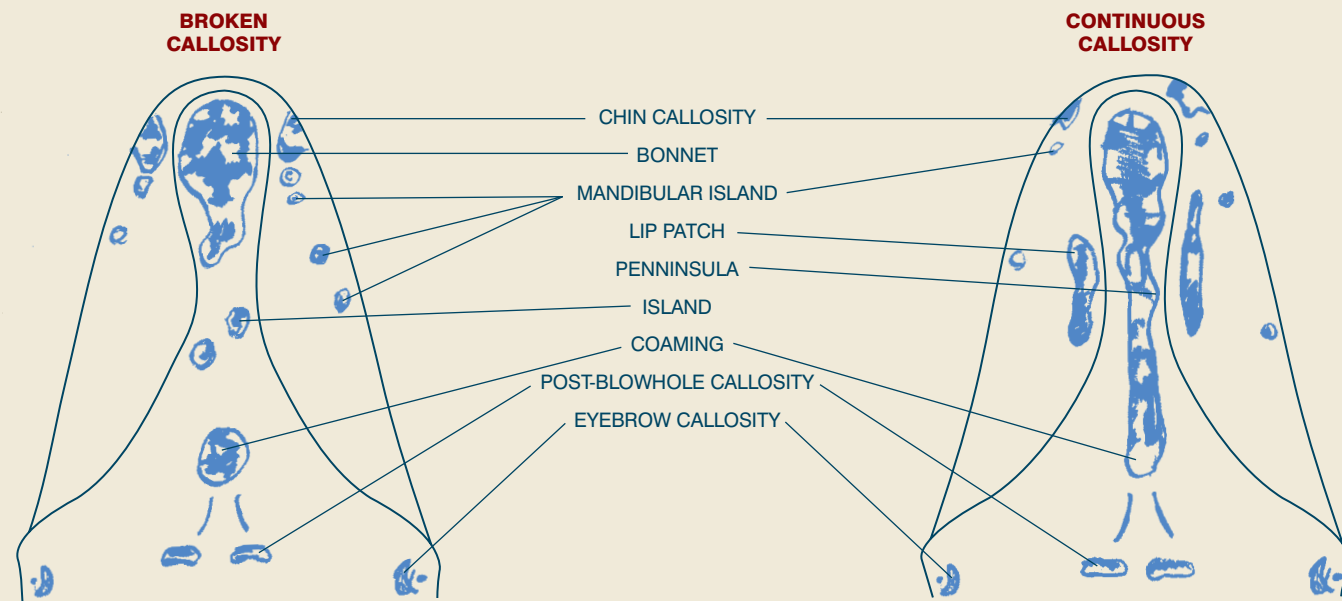 BROKEN
CALLOSITY
CONTINUOUS
CALLOSITY
CHIN CALLOSITY
BONNET
MANDIBULAR ISLAND
LIP PATCH
PENNINSULA
ISLAND
COAMING
POST-BLOWHOLE CALLOSITY
EYEBROW CALLOSITY